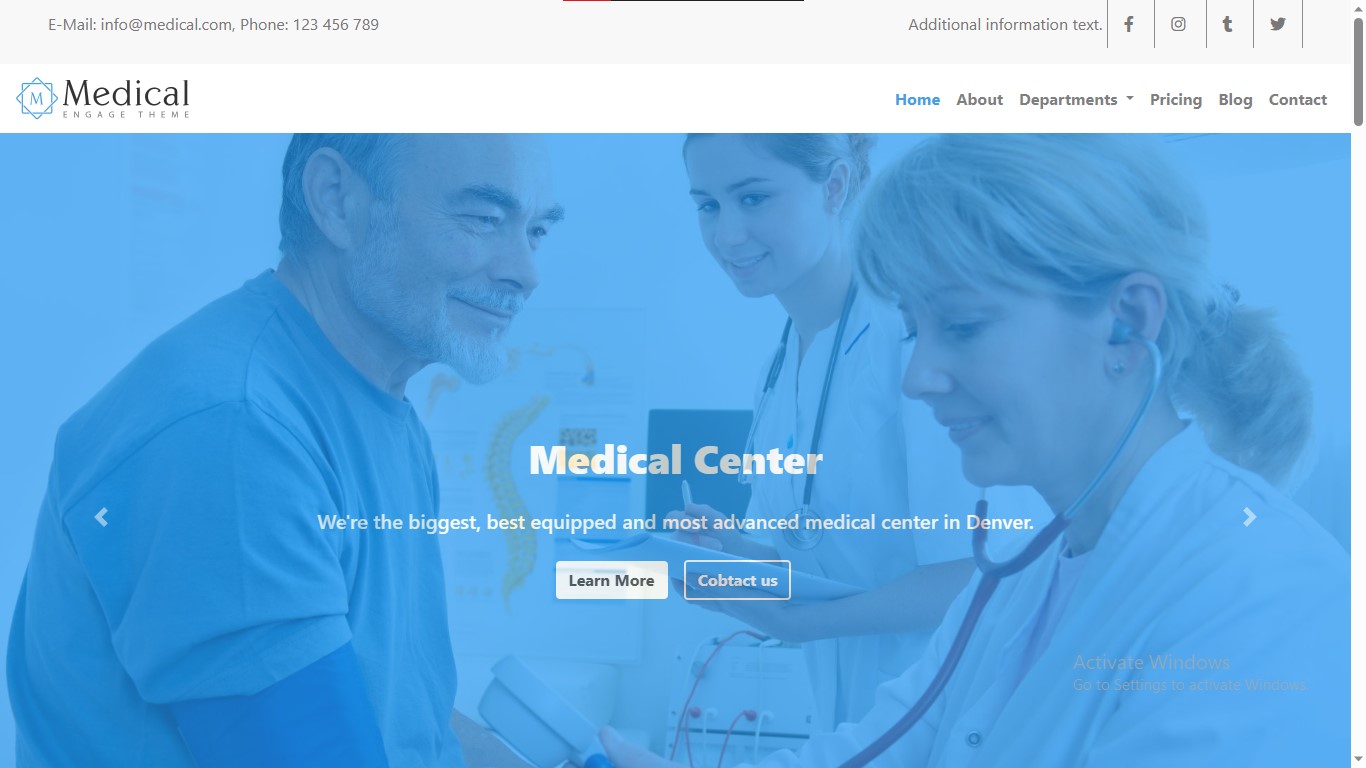 E-Mail: info@medical.com, Phone: 123 456 789
Additional information text.
M Medical
ENGAGE THEME
Home About Departments Pricing Blog Contact
Medical Center
We're the biggest, best equipped and most advanced medical center in Denver.
Learn More Cobtact us
Activate Windows
Go to Settings to activate Windows.